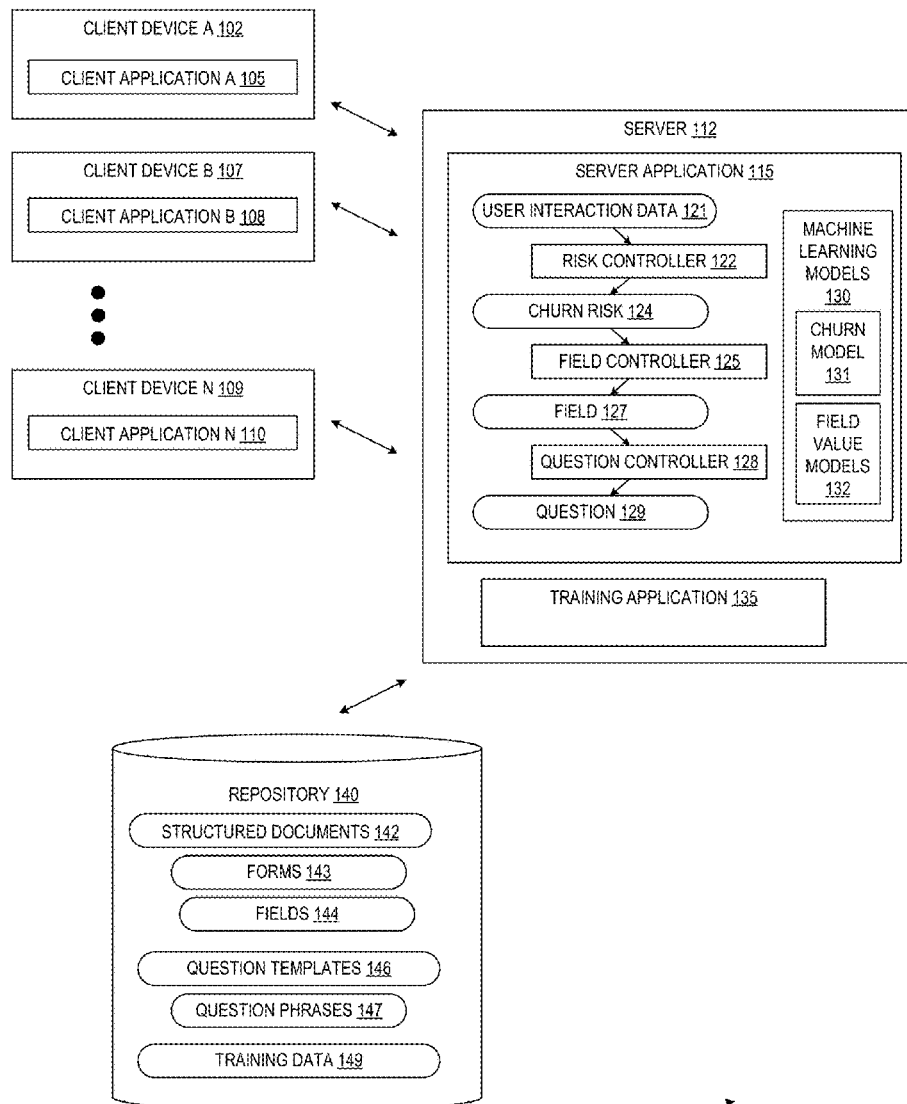 CLIENT DEVICE A 102
CLIENT APPLICATION A 105
CLIENT DEVICE B 107
CLIENT APPLICATION B 108
CLIENT DEVICE N 109
CLIENT APPLICATION N 110
SERVER 112
SERVER APPLICATION 115
USER INTERACTION DATA 121
RISK CONTROLLER 122
CHURN RISK 124
FIELD CONTROLLER 125
FIELD 127
QUESTION CONTROLLER 128
QUESTION 129
MACHINE
LEARNING
MODELS
130
CHURN
MODEL
131
FIELD
VALUE
MODELS
132
TRAINING APPLICATION 135
REPOSITORY 140
STRUCTURED DOCUMENTS 142
FORMS 143
FIELDS 144
QUESTION TEMPLATES 146
QUESTION PHRASES 147
TRAINING DATA 149